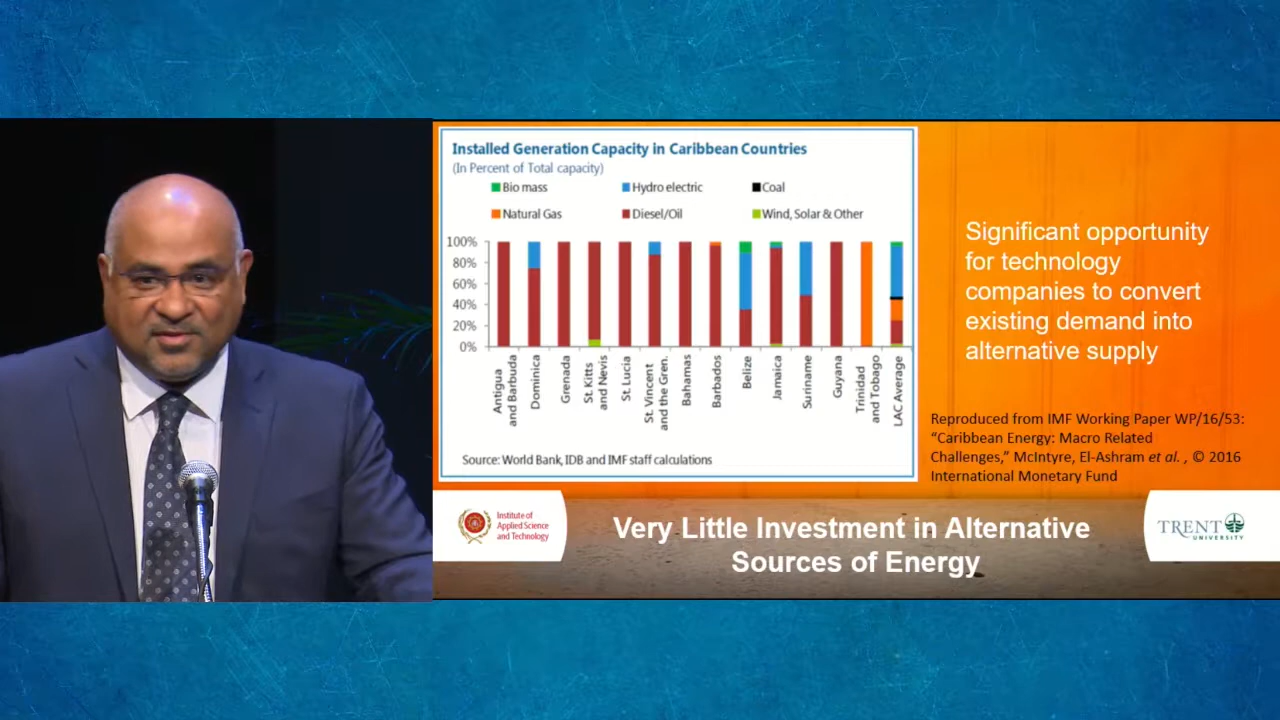 Installed Generation Capacity in Caribbean Countries
(In Percent of Total capacity)
Bio mass
Hydro electric
Coal
Natural Gas
Diesel/Oil
Wind, Solar & Other
100%
80%
60%
40%
20%
0%
Antigua
and Barbuda
Dominica
Grenada
St. Kitts
and Nevis
St. Lucia
St. Vincent
and the Gren.
Bahamas
Barbados
Belize
Jamaica
Suriname
Guyana
Trinidad
and Tobago
LAC Average
Source: World Bank, IDB and IMF staff calculations
Significant opportunity
for technology
companies to convert
existing demand into
alternative supply
Reproduced from IMF Working Paper WP/16/53:
“Caribbean Energy: Macro Related
Challenges,” McIntyre, El-Ashram et al. , © 2016
International Monetary Fund
Institute of
Applied Science
and Technology
Very Little Investment in Alternative
Sources of Energy
TRENT
UNIVERSITY